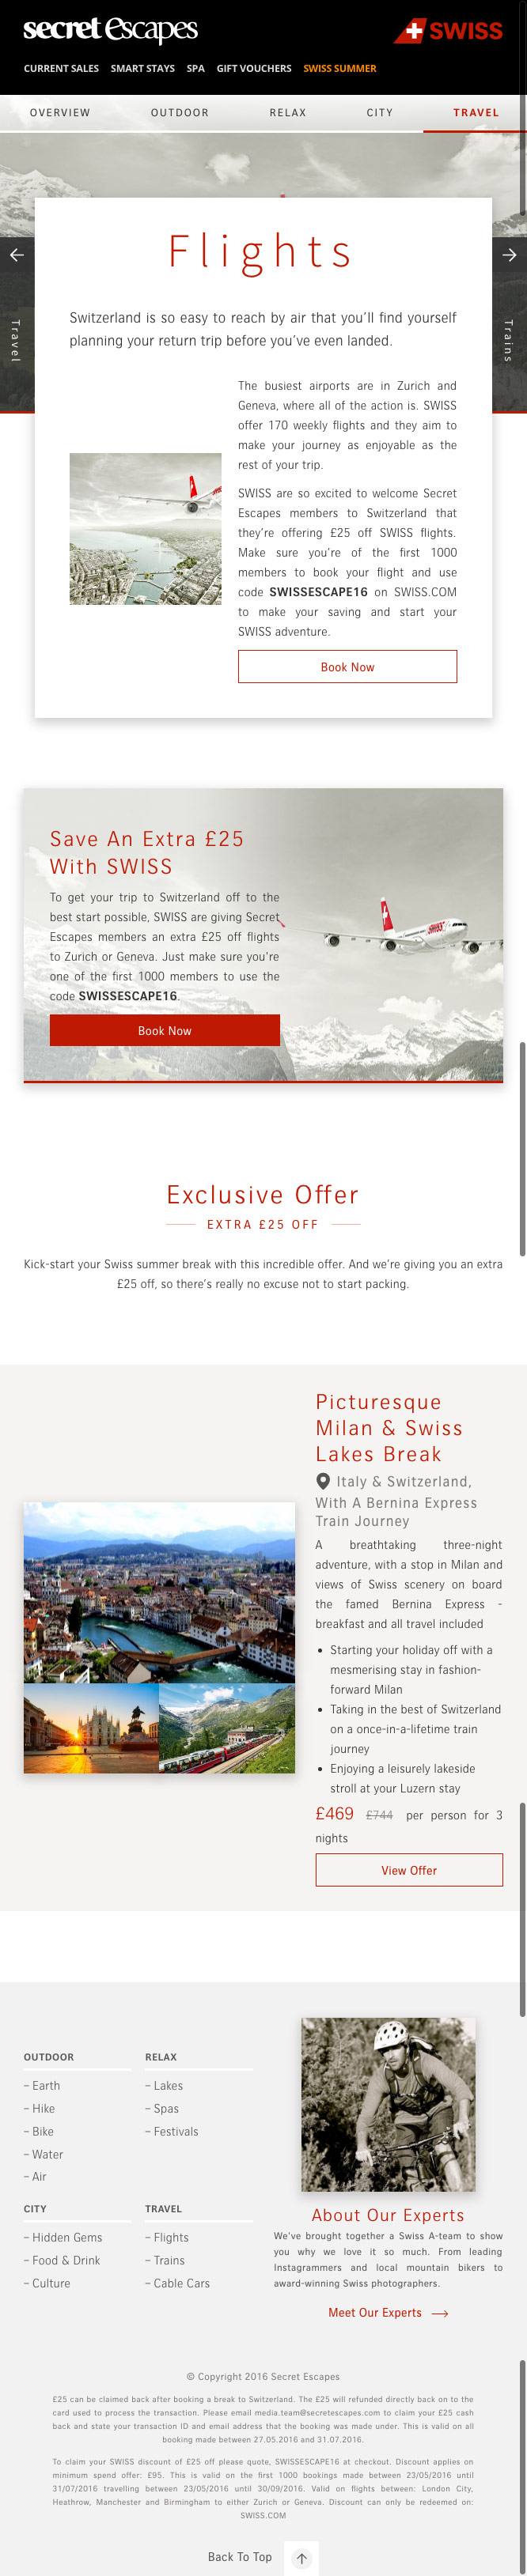 secret Escapes
SWISS
CURRENT SALES SMART STAYS SPA GIFT VOUCHERS SWISS SUMMER
OVERVIEW OUTDOOR RELAX CITY TRAVEL
Travel
Trains
Flights
Switzerland is so easy to reach by air that you’ll find yourself
planning your return trip before you’ve even landed.
The busiest airports are in Zurich and
Geneva, where all of the action is. SWISS
offer 170 weekly flights and they aim to
make your journey as enjoyable as the
rest of your trip.
SWISS are so excited to welcome Secret
Escapes members to Switzerland that
they’re offering £25 off SWISS flights.
Make sure you’re of the first 1000
members to book your flight and use
code SWISSESCAPE16 on SWISS.COM
to make your saving and start your
SWISS adventure.
Book Now
Save An Extra £25
With SWISS
To get your trip to Switzerland off to the
best start possible, SWISS are giving Secret
Escapes members an extra £25 off flights
to Zurich or Geneva. Just make sure you’re
one of the first 1000 members to use the
code SWISSESCAPE16.
Book Now
Exclusive Offer
EXTRA £25 OFF
Kick-start your Swiss summer break with this incredible offer. And we’re giving you an extra
£25 off, so there’s really no excuse not to start packing.
Picturesque
Milan & Swiss
Lakes Break
Italy & Switzerland,
With A Bernina Express
Train Journey
A breathtaking three-night
adventure, with a stop in Milan and
views of Swiss scenery on board
the famed Bernina Express -
breakfast and all travel included
• Starting your holiday off with a
mesmerising stay in fashion-
forward Milan
• Taking in the best of Switzerland
on a once-in-a-lifetime train
journey
• Enjoying a leisurely lakeside
stroll at your Luzern stay
£469 £744 per person for 3
nights
View Offer
OUTDOOR
– Earth
– Hike
– Bike
– Water
– Air
RELAX
– Lakes
– Spas
– Festivals
CITY
– Hidden Gems
– Food & Drink
– Culture
TRAVEL
– Flights
– Trains
– Cable Cars
About Our Experts
We’ve brought together a Swiss A-team to show
you why we love it so much. From leading
Instagrammers and local mountain bikers to
award-winning Swiss photographers.
Meet Our Experts
© Copyright 2016 Secret Escapes
£25 can be claimed back after booking a break to Switzerland. The £25 will refunded directly back on to the
card used to process the transaction. Please email media.team@secretescapes.com to claim your £25 cash
back and state your transaction ID and email address that the booking was made under. This is valid on all
booking made between 27.05.2016 and 31.07.2016.
To claim your SWISS discount of £25 off please quote, SWISSESCAPE16 at checkout. Discount applies on
minimum spend offer: £95. This is valid on the first 1000 bookings made between 23/05/2016 until
31/07/2016 travelling between 23/05/2016 until 30/09/2016. Valid on flights between: London City,
Heathrow, Manchester and Birmingham to either Zurich or Geneva. Discount can only be redeemed on:
SWISS.COM
Back To Top